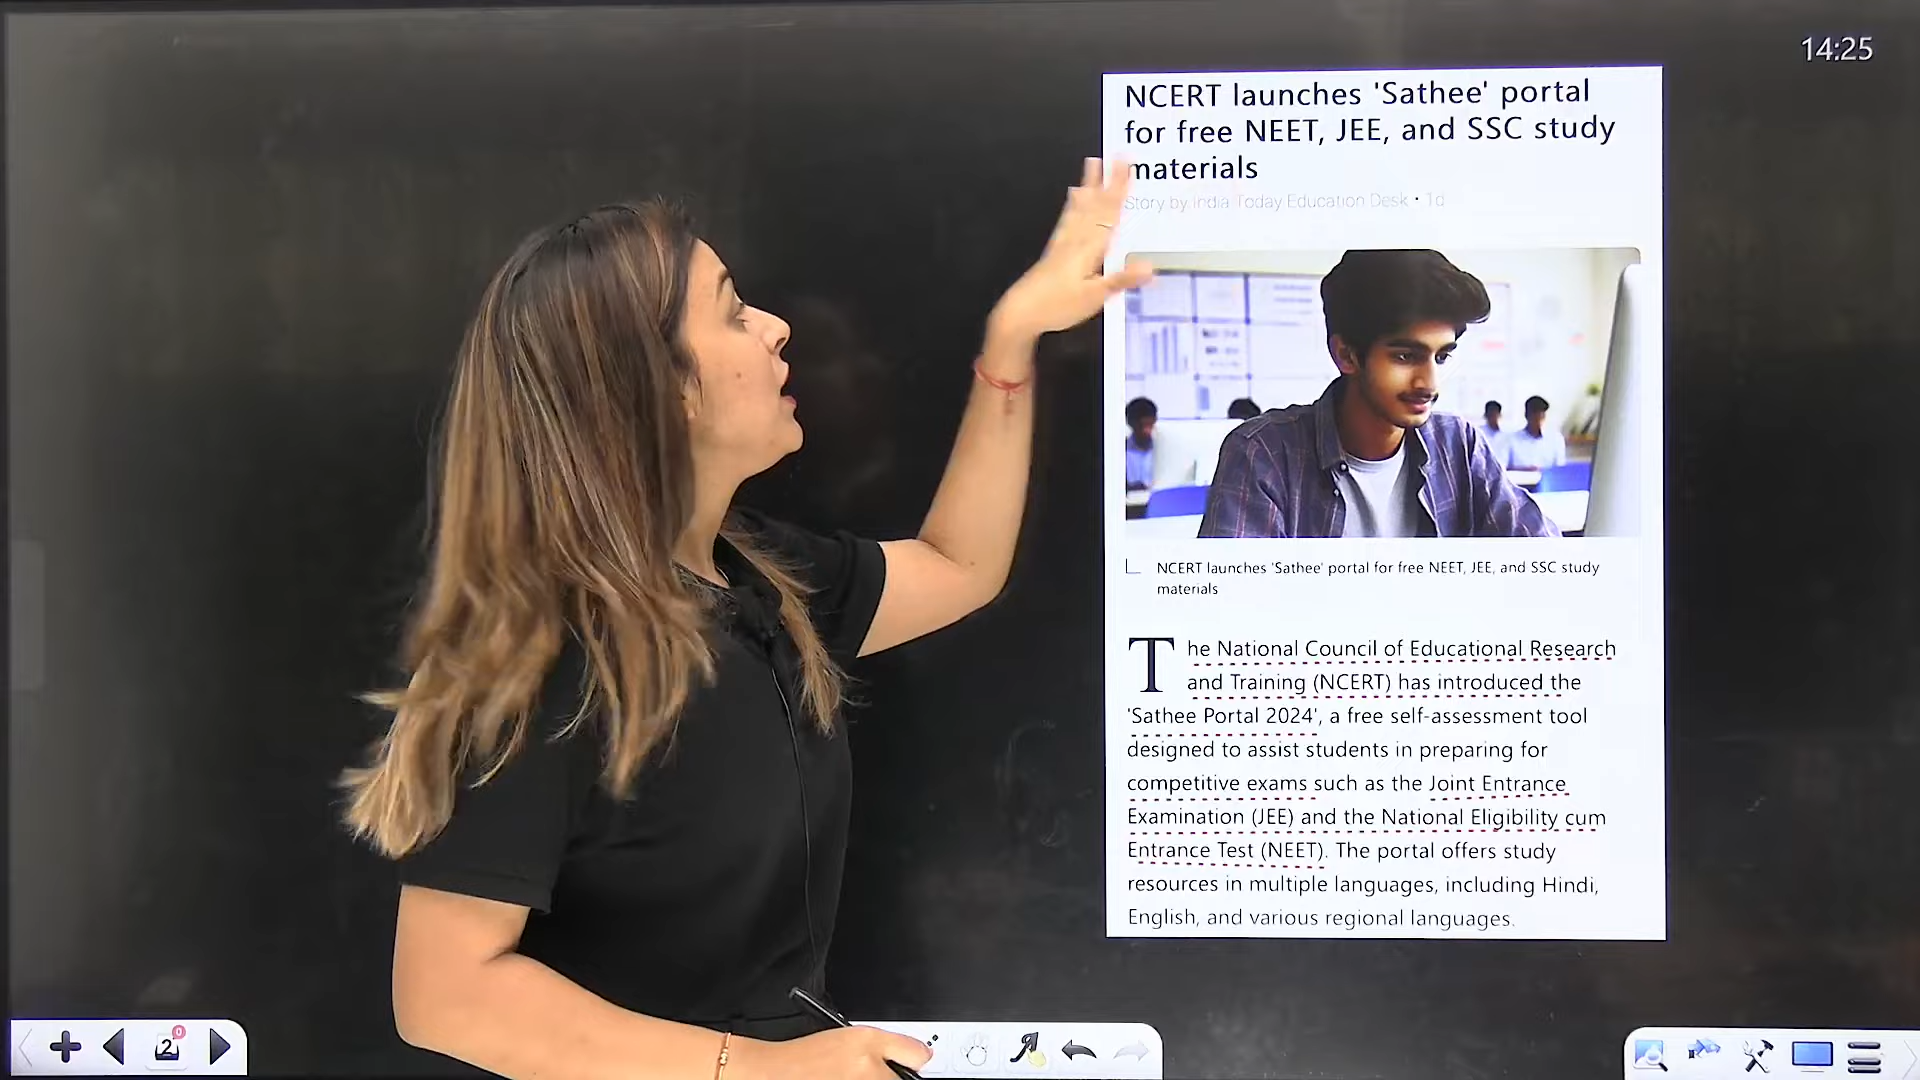 14:25
NCERT launches 'Sathee' portal
for free NEET, JEE, and SSC study
materials
Story by India Today Education Desk • 1d
NCERT launches 'Sathee' portal for free NEET, JEE, and SSC study
materials
The National Council of Educational Research
and Training (NCERT) has introduced the
'Sathee Portal 2024', a free self-assessment tool
designed to assist students in preparing for
competitive exams such as the Joint Entrance
Examination (JEE) and the National Eligibility cum
Entrance Test (NEET). The portal offers study
resources in multiple languages, including Hindi,
English, and various regional languages.
2
0